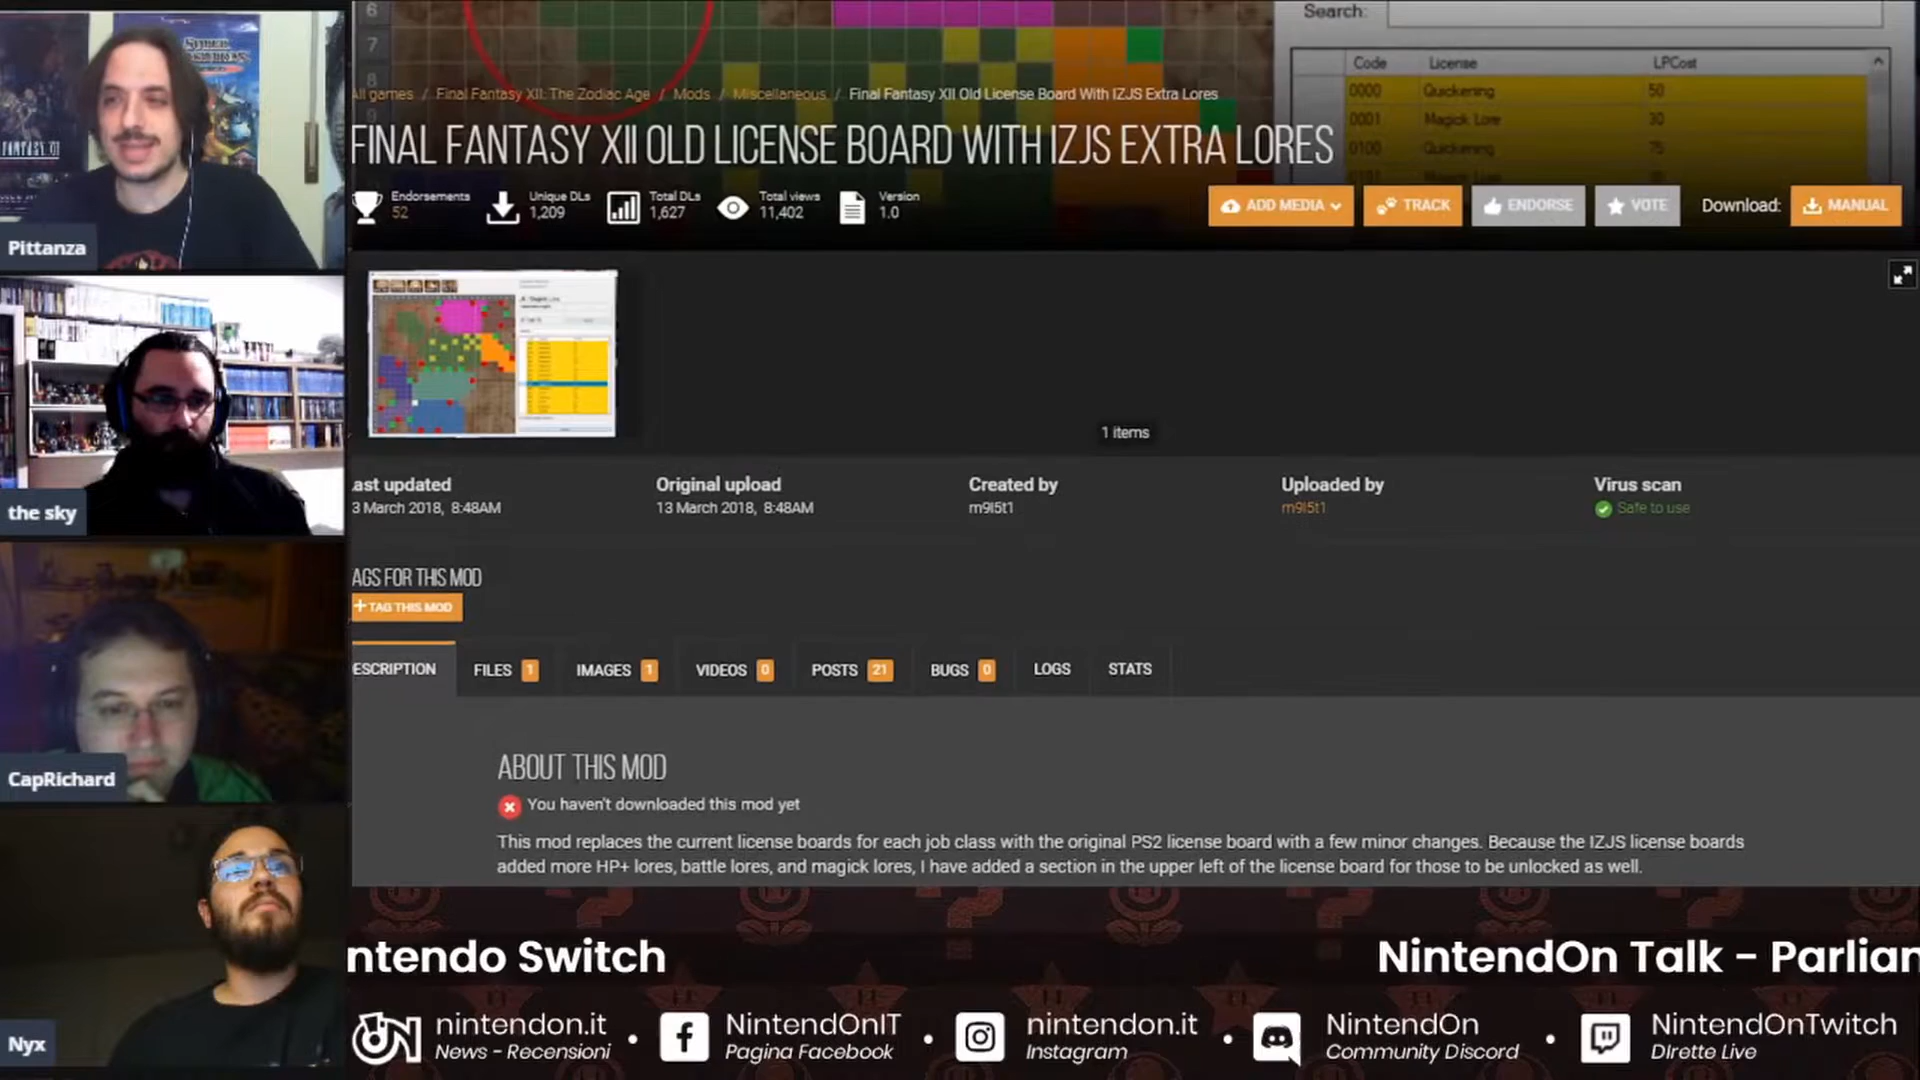 Search:
6
7
8
Code License LPCost
0000 Quickening 50
0001 Magick Lore 30
0100 Quickening 75
All games / Final Fantasy XII: The Zodiac Age / Mods / Miscellaneous / Final Fantasy XII Old License Board With IZJS Extra Lores
FINAL FANTASY XII OLD LICENSE BOARD WITH IZJS EXTRA LORES
Endorsements
52
Unique DLs
1,209
Total DLs
1,627
Total views
11,402
Version
1.0
ADD MEDIA
TRACK
ENDORSE
VOTE
Download:
MANUAL
Pittanza
1 items
ast updated
3 March 2018, 8:48AM
Original upload
13 March 2018, 8:48AM
Created by
m9l5t1
Uploaded by
m9l5t1
Virus scan
Safe to use
the sky
AGS FOR THIS MOD
+ TAG THIS MOD
ESCRIPTION
FILES 1
IMAGES 1
VIDEOS 0
POSTS 21
BUGS 0
LOGS
STATS
CapRichard
ABOUT THIS MOD
You haven't downloaded this mod yet
This mod replaces the current license boards for each job class with the original PS2 license board with a few minor changes. Because the IZJS license boards
added more HP+ lores, battle lores, and magick lores, I have added a section in the upper left of the license board for those to be unlocked as well.
Nyx
ntendo Switch
NintendOn Talk - Parlian
nintendon.it
News - Recensioni
NintendOnIT
Pagina Facebook
nintendon.it
Instagram
NintendOn
Community Discord
NintendOnTwitch
DIrette Live